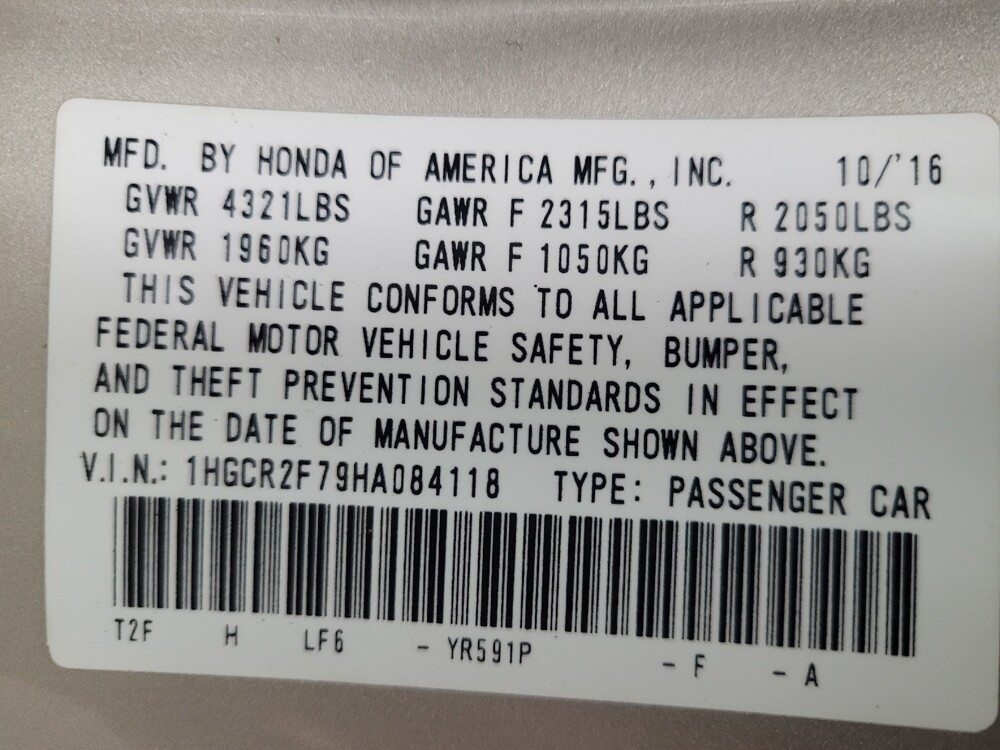 MFD. BY HONDA OF AMERICA MFG., INC. 10/'16
GVWR 4321LBS GAWR F 2315LBS R 2050LBS
GVWR 1960KG GAWR F 1050KG R 930KG
THIS VEHICLE CONFORMS TO ALL APPLICABLE
FEDERAL MOTOR VEHICLE SAFETY, BUMPER,
AND THEFT PREVENTION STANDARDS IN EFFECT
ON THE DATE OF MANUFACTURE SHOWN ABOVE.
V.I.N.: 1HGCR2F79HA084118 TYPE: PASSENGER CAR
T2F H LF6 - YR591P - F - A